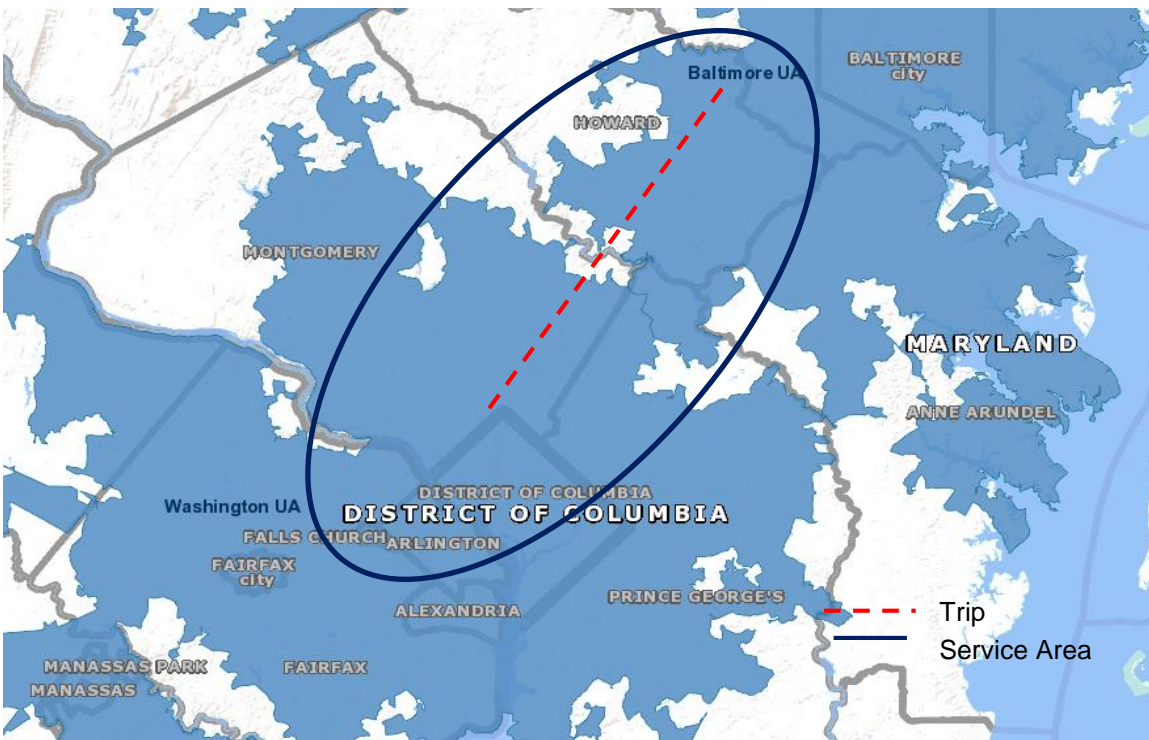 BALTIMORE
city
Baltimore UA
HOWARD
MONTGOMERY
MARYLAND
ANNE ARUNDEL
DISTRICT OF COLUMBIA
Washington UA
DISTRICT OF COLUMBIA
FALLS CHURCH
ARLINGTON
FAIRFAX
city
PRINCE GEORGE'S
ALEXANDRIA
Trip
Service Area
MANASSAS PARK
FAIRFAX
MANASSAS